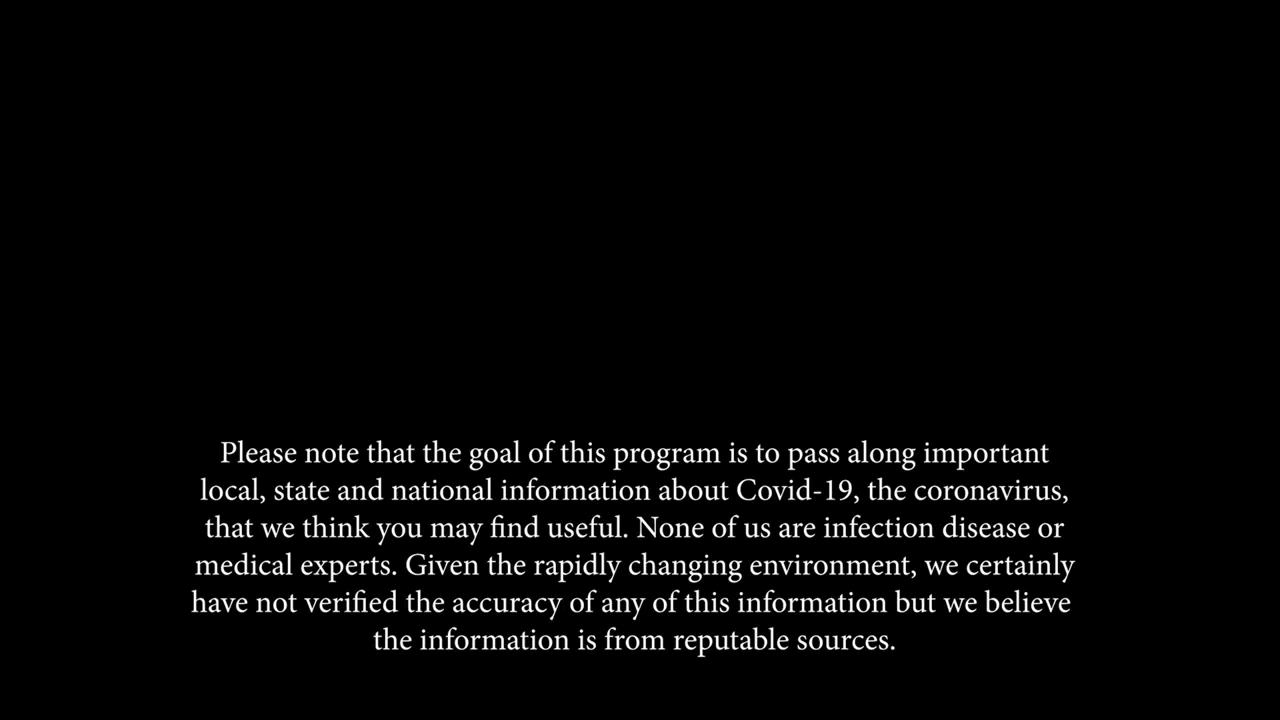 Please note that the goal of this program is to pass along important
local, state and national information about Covid-19, the coronavirus,
that we think you may find useful. None of us are infection disease or
medical experts. Given the rapidly changing environment, we certainly
have not verified the accuracy of any of this information but we believe
the information is from reputable sources.